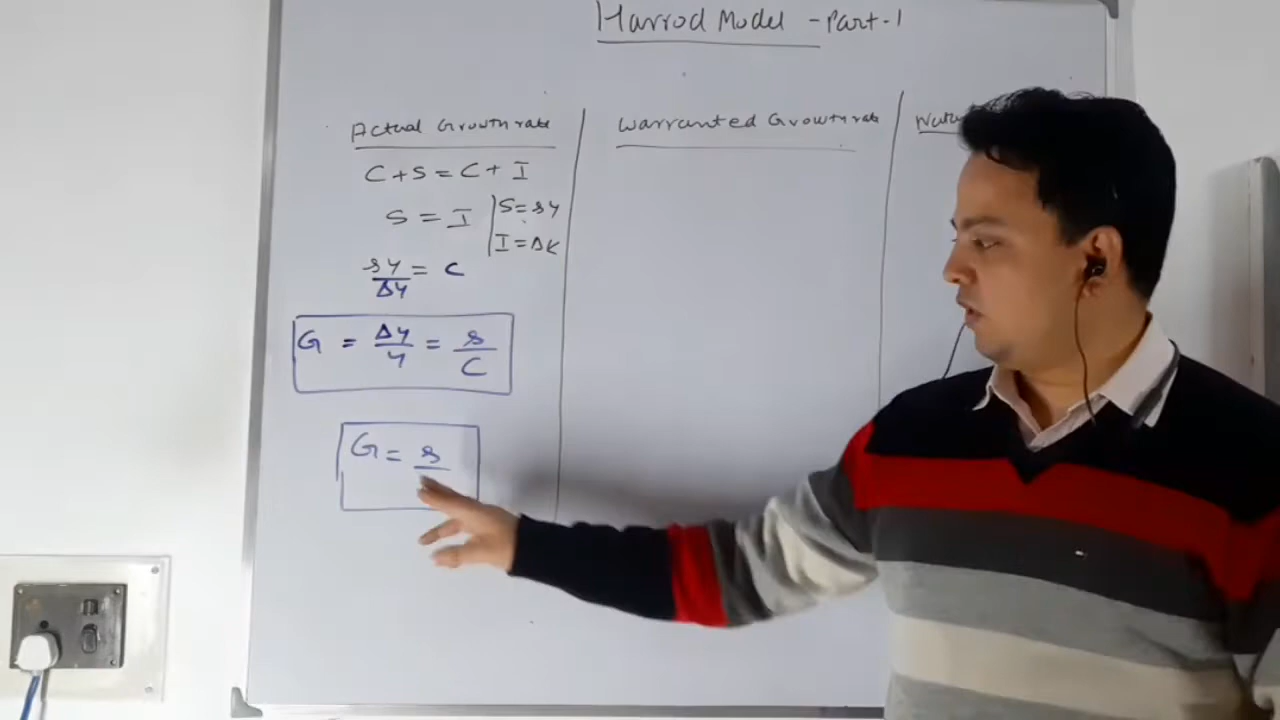 Harrod Model - Part-1
Actual Growth rate
C+S = C+ I
S = I
S = sy
I = ΔK
sy/Δy = C
G = Δy/y = s/C
G = s/
Warranted Growth rate